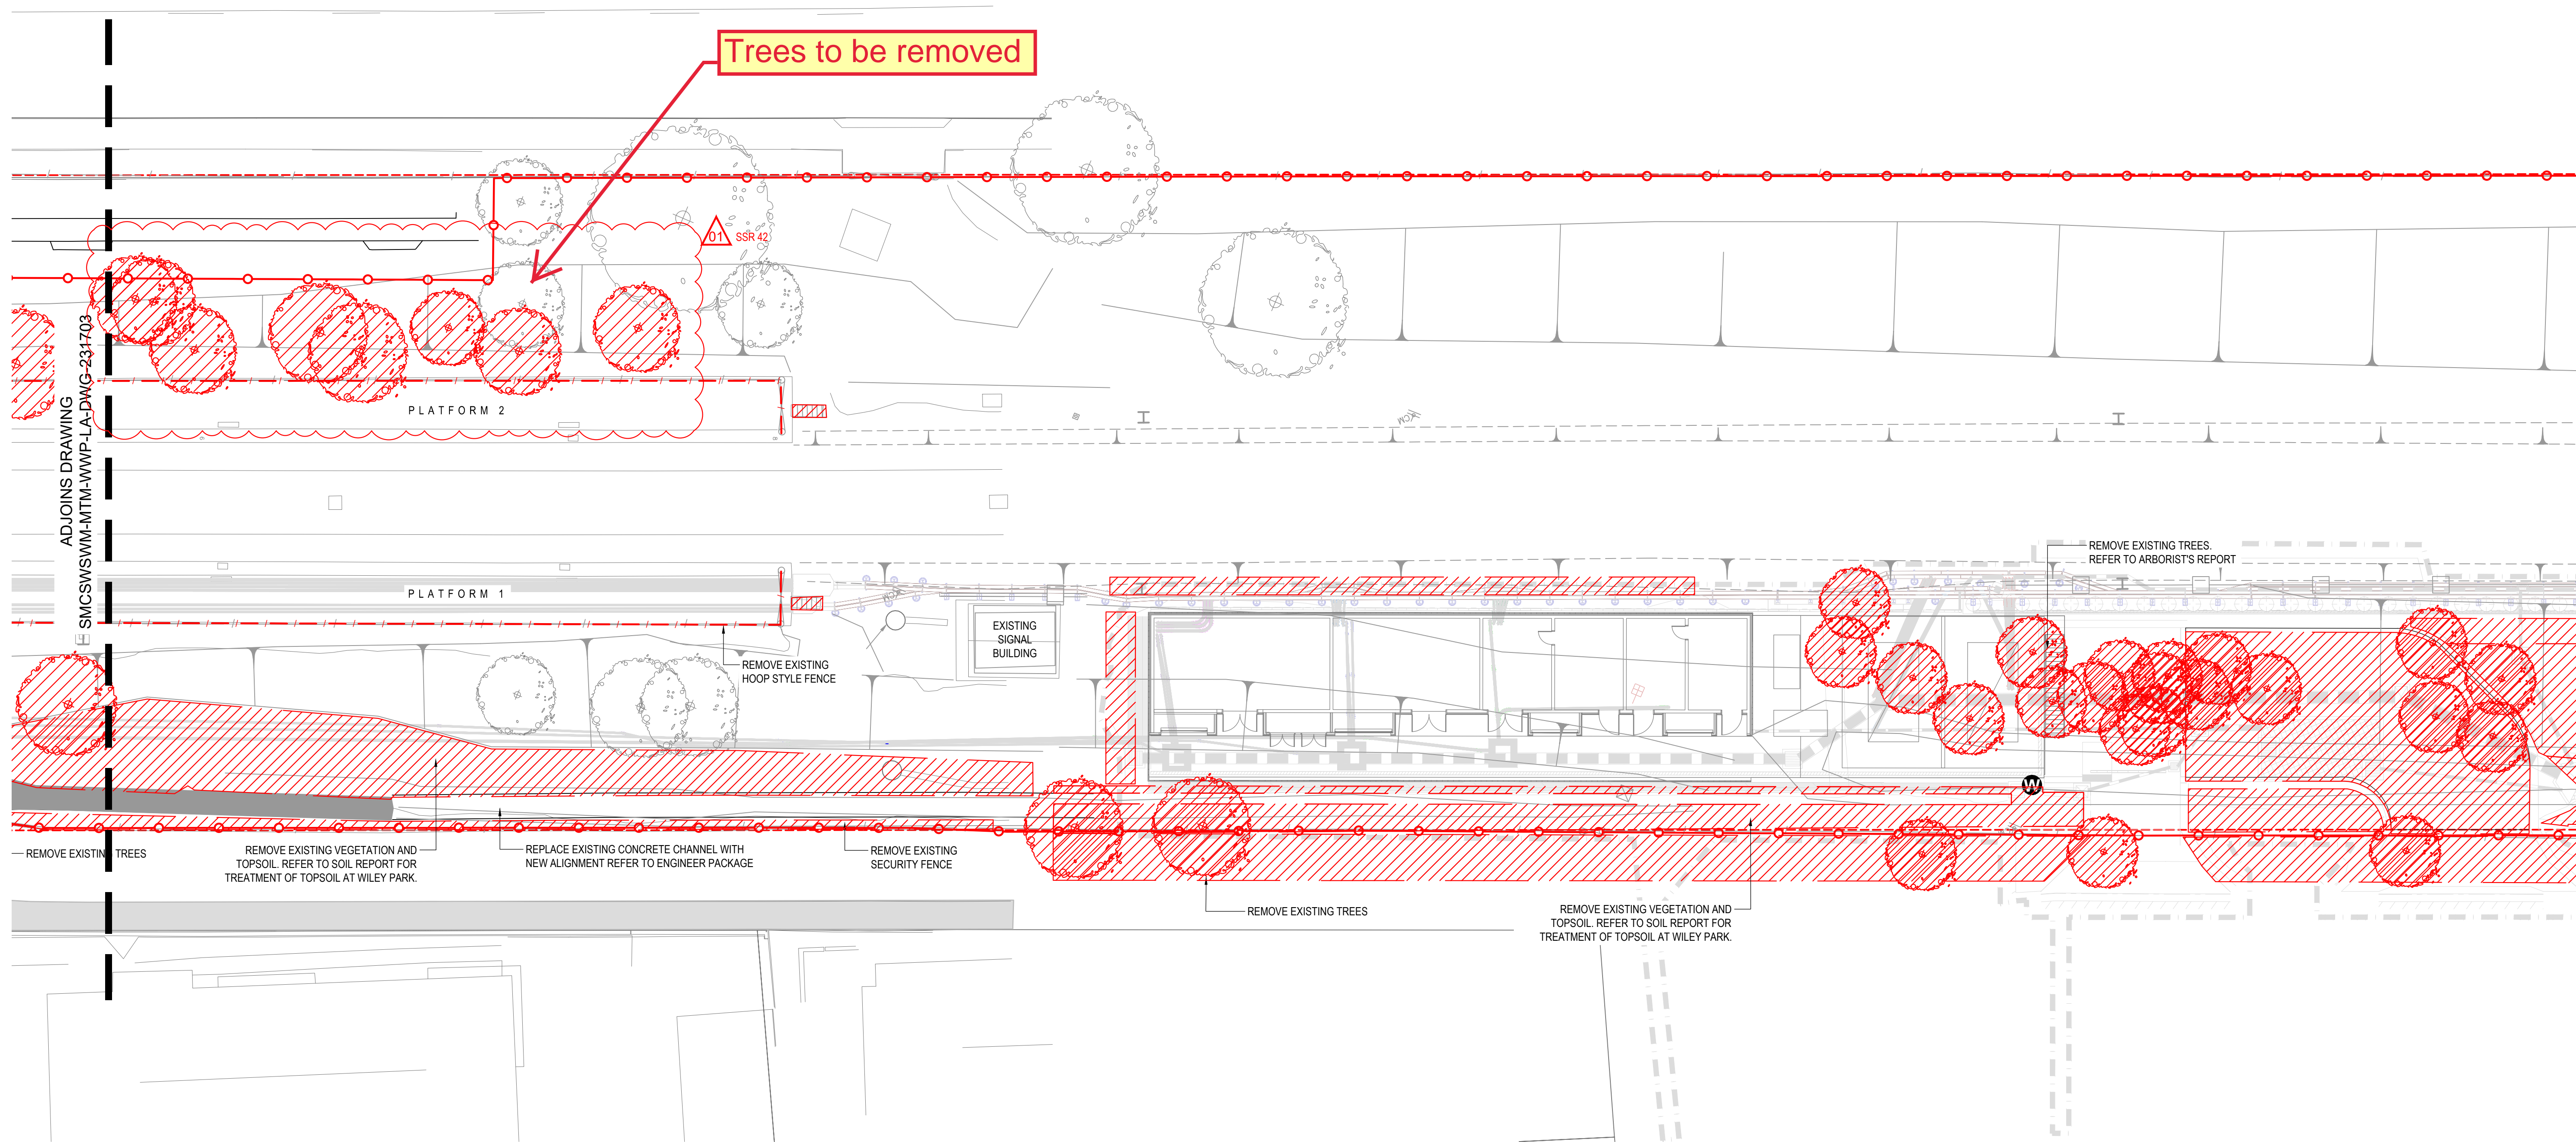 Trees to be removed
01 SSR 42
ADJOINS DRAWING
SMCSWSWM-MTM-WWP-LA-DWG-231703
PLATFORM 2
PLATFORM 1
REMOVE EXISTING
HOOP STYLE FENCE
EXISTING
SIGNAL
BUILDING
REMOVE EXISTING TREES.
REFER TO ARBORIST'S REPORT
W
REMOVE EXISTING TREES
REMOVE EXISTING VEGETATION AND
TOPSOIL. REFER TO SOIL REPORT FOR
TREATMENT OF TOPSOIL AT WILEY PARK.
REPLACE EXISTING CONCRETE CHANNEL WITH
NEW ALIGNMENT REFER TO ENGINEER PACKAGE
REMOVE EXISTING
SECURITY FENCE
REMOVE EXISTING TREES
REMOVE EXISTING VEGETATION AND
TOPSOIL. REFER TO SOIL REPORT FOR
TREATMENT OF TOPSOIL AT WILEY PARK.